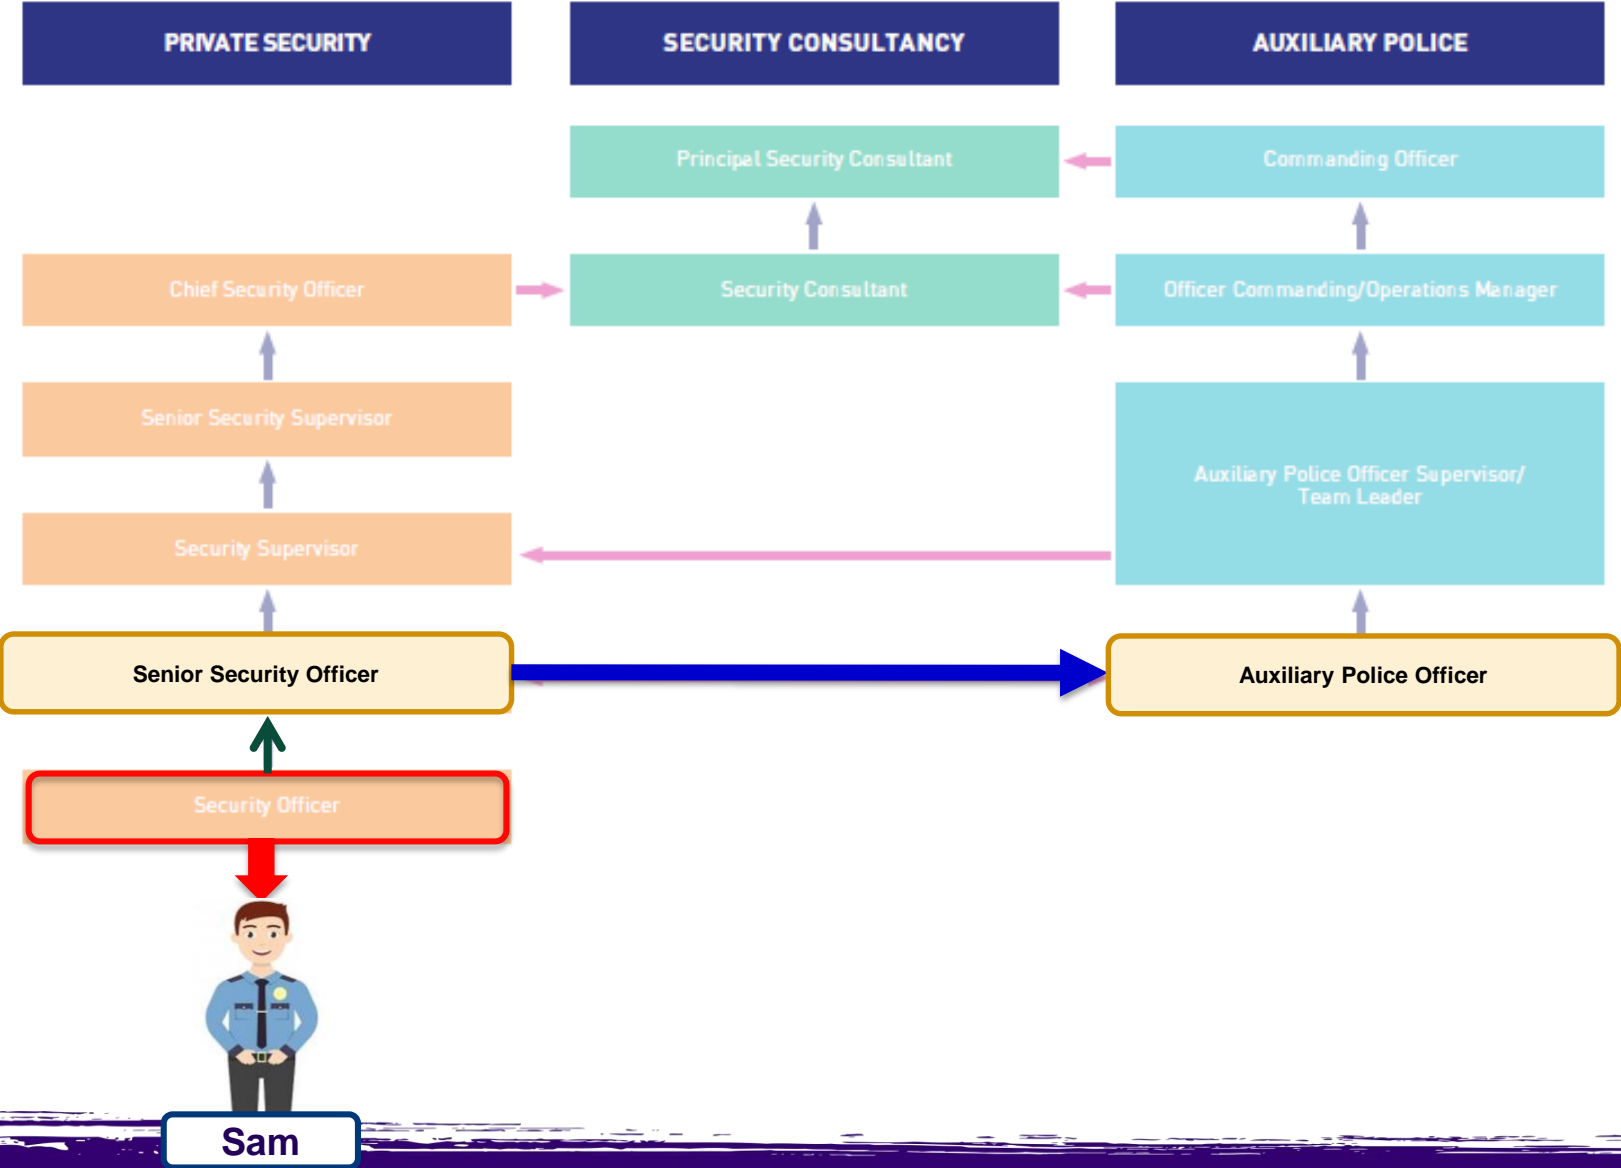 PRIVATE SECURITY
SECURITY CONSULTANCY
AUXILIARY POLICE
Principal Security Consultant
Commanding Officer
Chief Security Officer
Security Consultant
Officer Commanding/Operations Manager
Senior Security Supervisor
Auxiliary Police Officer Supervisor/
Team Leader
Security Supervisor
Senior Security Officer
Auxiliary Police Officer
Security Officer
Sam